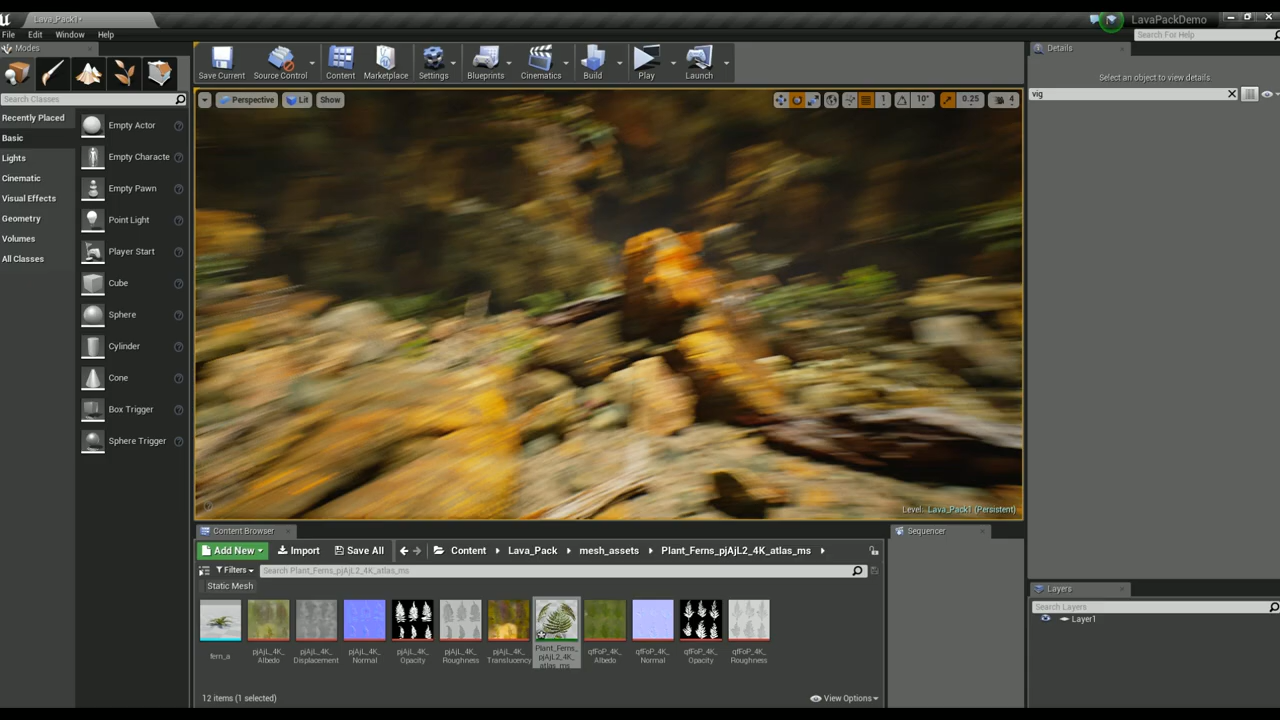 Lava_Pack1*
LavaPackDemo
File Edit Window Help
Search For Help
Modes
Search Classes
Recently Placed
Basic
Lights
Cinematic
Visual Effects
Geometry
Volumes
All Classes
Empty Actor
Empty Characte
Empty Pawn
Point Light
Player Start
Cube
Sphere
Cylinder
Cone
Box Trigger
Sphere Trigger
Save Current Source Control Content Marketplace Settings Blueprints Cinematics Build Play Launch
Perspective Lit Show 10° 0.25 4
Level: Lava_Pack1 (Persistent)
Details
Select an object to view details.
vig
Content Browser
Add New Import Save All Content Lava_Pack mesh_assets Plant_Ferns_pjAjL2_4K_atlas_ms
Filters Search Plant_Ferns_pjAjL2_4K_atlas_ms
Static Mesh
fern_a
pjAjL_4K_
Albedo
pjAjL_4K_
Displacement
pjAjL_4K_
Normal
pjAjL_4K_
Opacity
pjAjL_4K_
Roughness
pjAjL_4K_
Translucency
Plant_Ferns_
pjAjL2_4K_
atlas_ms
qfFoP_4K_
Albedo
qfFoP_4K_
Normal
qfFoP_4K_
Opacity
qfFoP_4K_
Roughness
12 items (1 selected)
View Options
Sequencer
Layers
Search Layers
Layer1